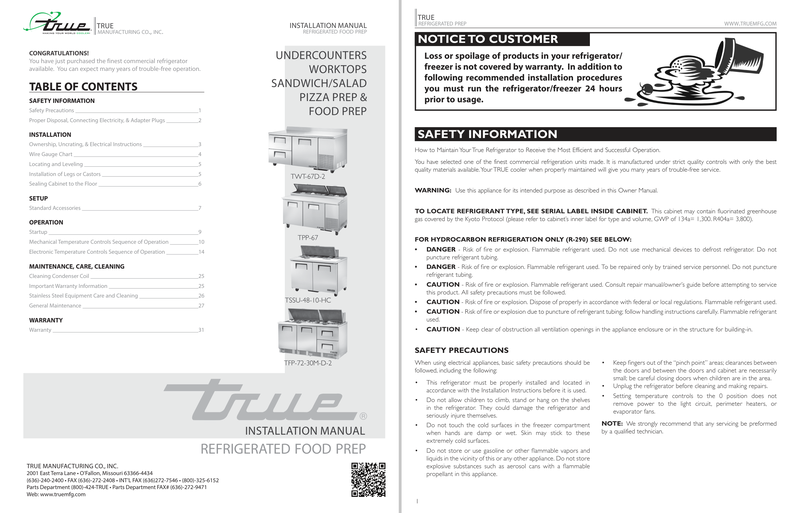 true
TRUE
MANUFACTURING CO., INC.
INSTALLATION MANUAL
REFRIGERATED FOOD PREP
CONGRATULATIONS!
You have just purchased the finest commercial refrigerator
available. You can expect many years of trouble-free operation.
TABLE OF CONTENTS
SAFETY INFORMATION
Safety Precautions 1
Proper Disposal, Connecting Electricity, & Adapter Plugs 2
INSTALLATION
Ownership, Uncrating, & Electrical Instructions 3
Wire Gauge Chart 4
Locating and Leveling 5
Installation of Legs or Castors 5
Sealing Cabinet to the Floor 6
SETUP
Standard Accessories 7
OPERATION
Startup 9
Mechanical Temperature Controls Sequence of Operation 10
Electronic Temperature Controls Sequence of Operation 14
MAINTENANCE, CARE, CLEANING
Cleaning Condenser Coil 25
Important Warranty Information 25
Stainless Steel Equipment Care and Cleaning 26
General Maintenance 27
WARRANTY
Warranty 31
UNDERCOUNTERS
WORKTOPS
SANDWICH/SALAD
PIZZA PREP &
FOOD PREP
TWT-67D-2
TPP-67
TSSU-48-10-HC
TFP-72-30M-D-2
true®
INSTALLATION MANUAL
REFRIGERATED FOOD PREP
TRUE MANUFACTURING CO., INC.
2001 East Terra Lane • O'Fallon, Missouri 63366-4434
(636)-240-2400 • FAX (636)-272-2408 • INT'L FAX (636)272-7546 • (800)-325-6152
Parts Department (800)-424-TRUE • Parts Department FAX# (636)-272-9471
Web: www.truemfg.com
TRUE
REFRIGERATED PREP
WWW.TRUEMFG.COM
NOTICE TO CUSTOMER
Loss or spoilage of products in your refrigerator/
freezer is not covered by warranty. In addition to
following recommended installation procedures
you must run the refrigerator/freezer 24 hours
prior to usage.
SAFETY INFORMATION
How to Maintain Your True Refrigerator to Receive the Most Efficient and Successful Operation.
You have selected one of the finest commercial refrigeration units made. It is manufactured under strict quality controls with only the best
quality materials available. Your TRUE cooler when properly maintained will give you many years of trouble-free service.
WARNING: Use this appliance for its intended purpose as described in this Owner Manual.
TO LOCATE REFRIGERANT TYPE, SEE SERIAL LABEL INSIDE CABINET. This cabinet may contain fluorinated greenhouse
gas covered by the Kyoto Protocol (please refer to cabinet's inner label for type and volume, GWP of 134a= 1,300. R404a= 3,800).
FOR HYDROCARBON REFRIGERATION ONLY (R-290) SEE BELOW:
• DANGER - Risk of fire or explosion. Flammable refrigerant used. Do not use mechanical devices to defrost refrigerator. Do not
puncture refrigerant tubing.
• DANGER - Risk of fire or explosion. Flammable refrigerant used. To be repaired only by trained service personnel. Do not puncture
refrigerant tubing.
• CAUTION - Risk of fire or explosion. Flammable refrigerant used. Consult repair manual/owner's guide before attempting to service
this product. All safety precautions must be followed.
• CAUTION - Risk of fire or explosion. Dispose of properly in accordance with federal or local regulations. Flammable refrigerant used.
• CAUTION - Risk of fire or explosion due to puncture of refrigerant tubing; follow handling instructions carefully. Flammable refrigerant
used.
• CAUTION - Keep clear of obstruction all ventilation openings in the appliance enclosure or in the structure for building-in.
SAFETY PRECAUTIONS
When using electrical appliances, basic safety precautions should be
followed, including the following:
• This refrigerator must be properly installed and located in
accordance with the Installation Instructions before it is used.
• Do not allow children to climb, stand or hang on the shelves
in the refrigerator. They could damage the refrigerator and
seriously injure themselves.
• Do not touch the cold surfaces in the freezer compartment
when hands are damp or wet. Skin may stick to these
extremely cold surfaces.
• Do not store or use gasoline or other flammable vapors and
liquids in the vicinity of this or any other appliance. Do not store
explosive substances such as aerosol cans with a flammable
propellant in this appliance.
• Keep fingers out of the "pinch point" areas; clearances between
the doors and between the doors and cabinet are necessarily
small; be careful closing doors when children are in the area.
• Unplug the refrigerator before cleaning and making repairs.
• Setting temperature controls to the 0 position does not
remove power to the light circuit, perimeter heaters, or
evaporator fans.
NOTE: We strongly recommend that any servicing be preformed
by a qualified technician.
1